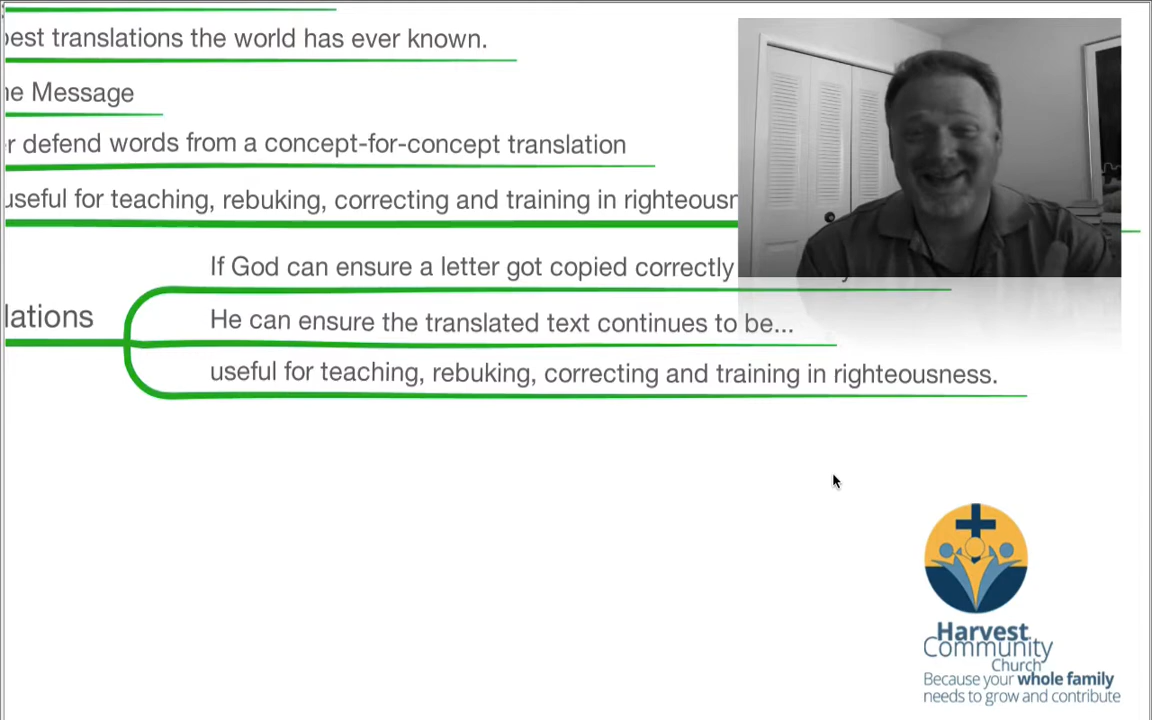 best translations the world has ever known.
he Message
r defend words from a concept-for-concept translation
useful for teaching, rebuking, correcting and training in righteousn
If God can ensure a letter got copied correctly
lations
He can ensure the translated text continues to be...
useful for teaching, rebuking, correcting and training in righteousness.
Harvest
Community
Church
Because your whole family
needs to grow and contribute